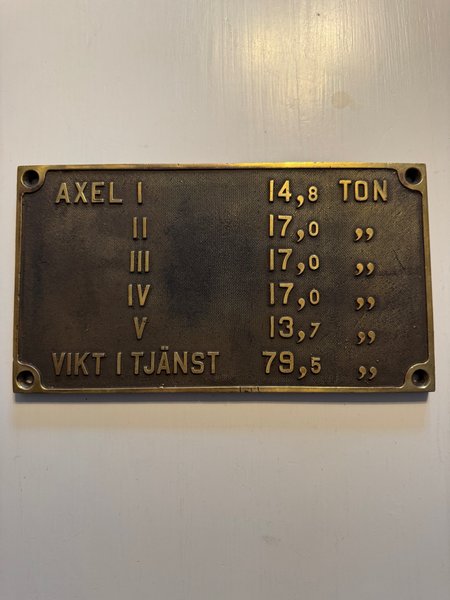 AXEL I 14,8 TON
II 17,0 „
III 17,0 „
IV 17,0 „
V 13,7 „
VIKT I TJÄNST 79,5 „